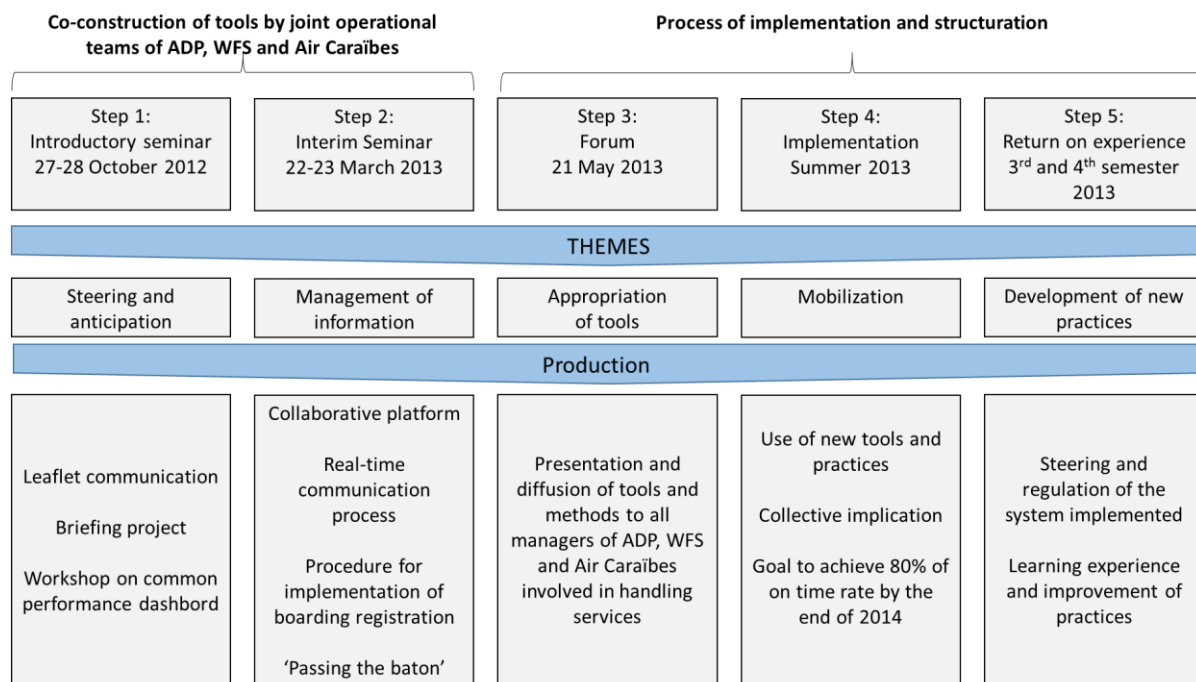 Co-construction of tools by joint operational
teams of ADP, WFS and Air Caraïbes
Process of implementation and structuration
Step 1:
Introductory seminar
27-28 October 2012
Step 2:
Interim Seminar
22-23 March 2013
Step 3:
Forum
21 May 2013
Step 4:
Implementation
Summer 2013
Step 5:
Return on experience
3rd and 4th semester
2013
THEMES
Steering and
anticipation
Management of
information
Appropriation
of tools
Mobilization
Development of new
practices
Production
Leaflet communication
Briefing project
Workshop on common
performance dashbord
Collaborative platform
Real-time
communication
process
Procedure for
implementation of
boarding registration
‘Passing the baton’
Presentation and
diffusion of tools and
methods to all
managers of ADP, WFS
and Air Caraïbes
involved in handling
services
Use of new tools and
practices
Collective implication
Goal to achieve 80% of
on time rate by the
end of 2014
Steering and
regulation of the
system implemented
Learning experience
and improvement of
practices